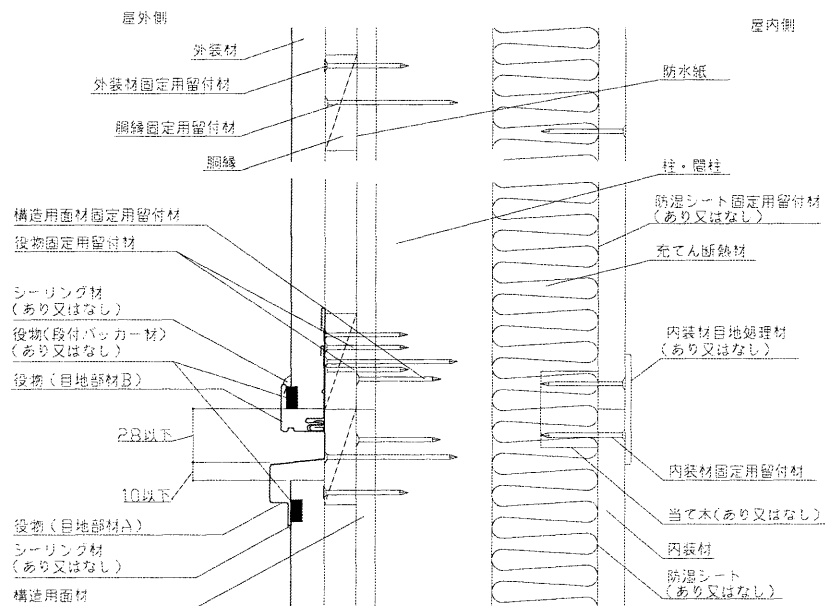 屋外側
屋内側
外装材
外装材固定用留付材
胴縁固定用留付材
胴縁
構造用面材固定用留付材
役物固定用留付材
シーリング材
(あり又はなし)
役物(段付バッカー材)
(あり又はなし)
役物(目地部材B)
28以下
10以下
役物(目地部材A)
シーリング材
(あり又はなし)
構造用面材
防水紙
柱・間柱
防湿シート固定用留付材
(あり又はなし)
充てん断熱材
内装材目地処理材
(あり又はなし)
内装材固定用留付材
当て木(あり又はなし)
内装材
防湿シート
(あり又はなし)